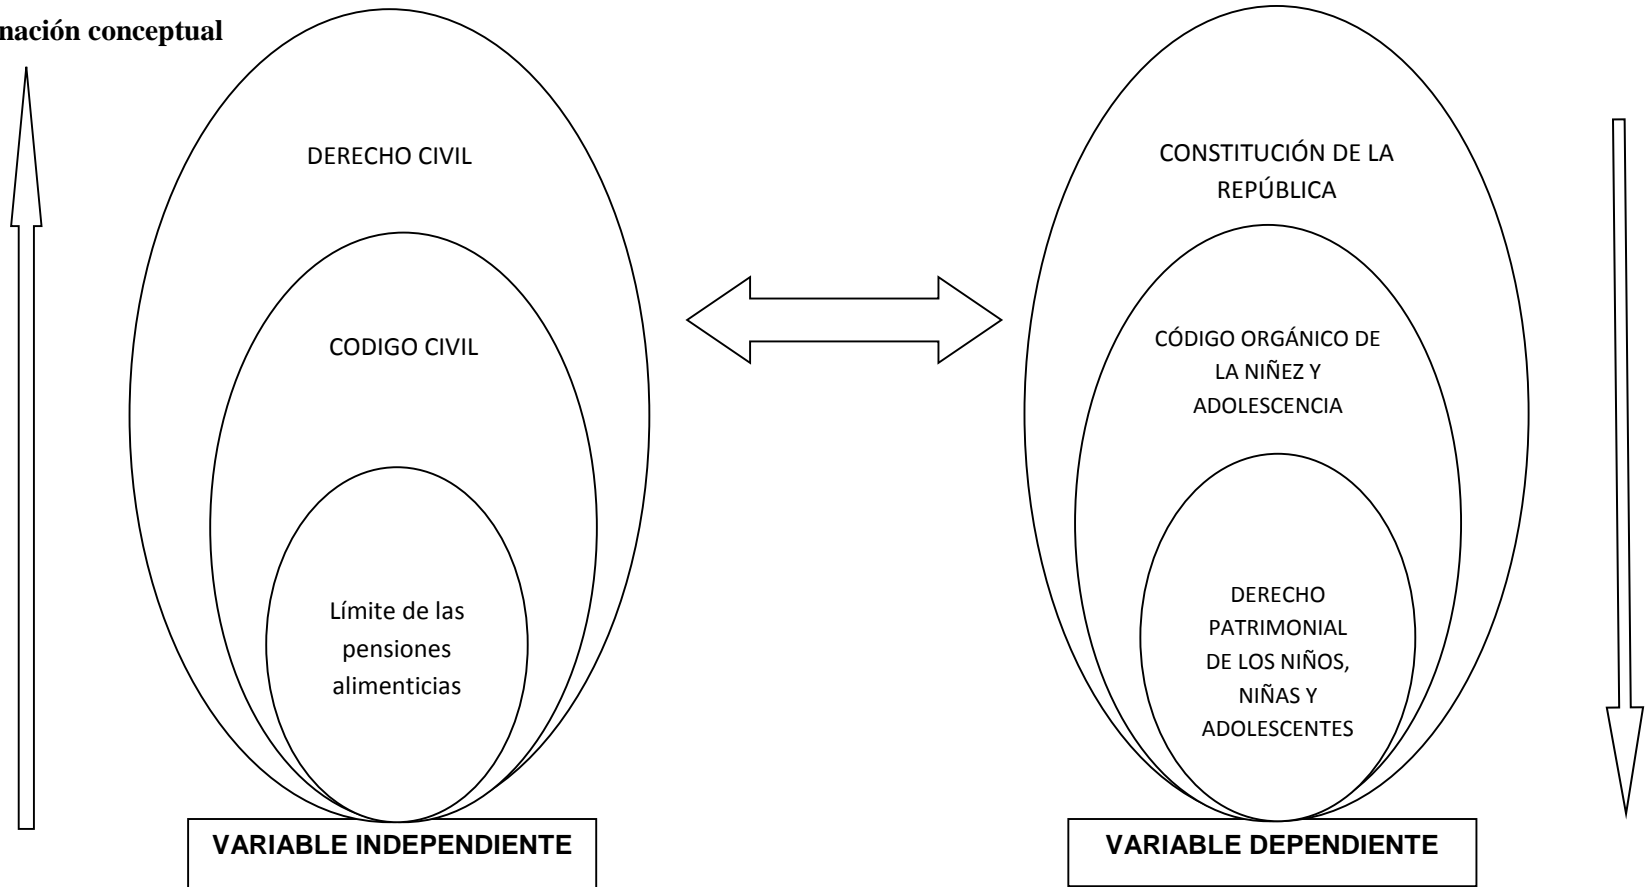 nación conceptual
DERECHO CIVIL
CODIGO CIVIL
Límite de las
pensiones
alimenticias
VARIABLE INDEPENDIENTE
CONSTITUCIÓN DE LA
REPÚBLICA
CÓDIGO ORGÁNICO DE
LA NIÑEZ Y
ADOLESCENCIA
DERECHO
PATRIMONIAL
DE LOS NIÑOS,
NIÑAS Y
ADOLESCENTES
VARIABLE DEPENDIENTE